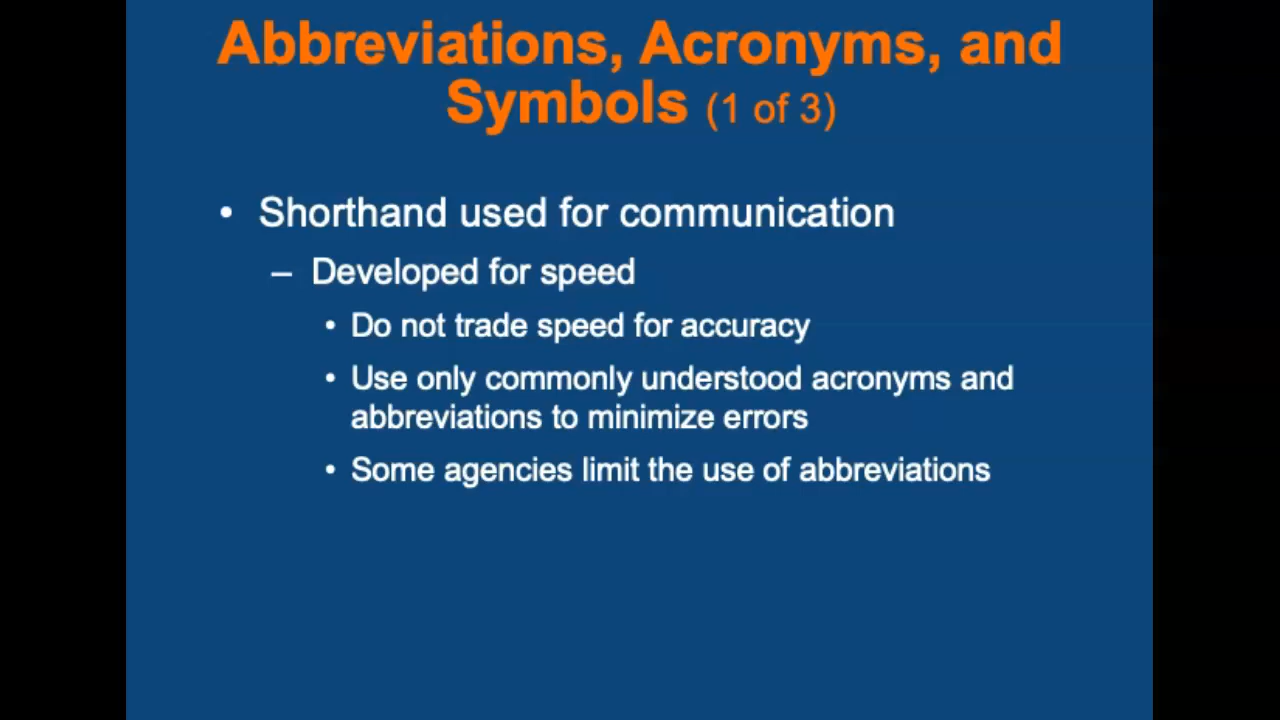 Abbreviations, Acronyms, and
Symbols (1 of 3)
• Shorthand used for communication
– Developed for speed
• Do not trade speed for accuracy
• Use only commonly understood acronyms and
abbreviations to minimize errors
• Some agencies limit the use of abbreviations